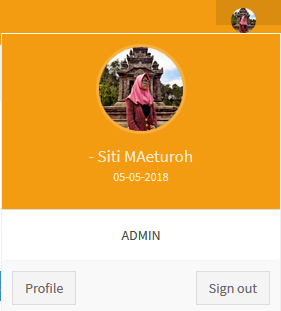 - Siti MAeturoh
05-05-2018
ADMIN
Profile
Sign out